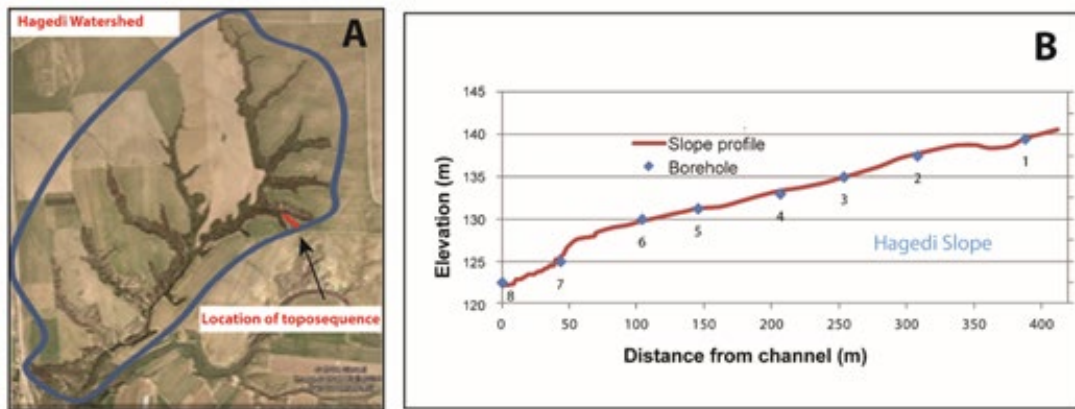 Hagedi Watershed
A
Location of toposequence
B
145
140
135
130
125
120
Elevation (m)
Slope profile
Borehole
1
2
3
4
5
6
7
8
Hagedi Slope
0 50 100 150 200 250 300 350 400
Distance from channel (m)